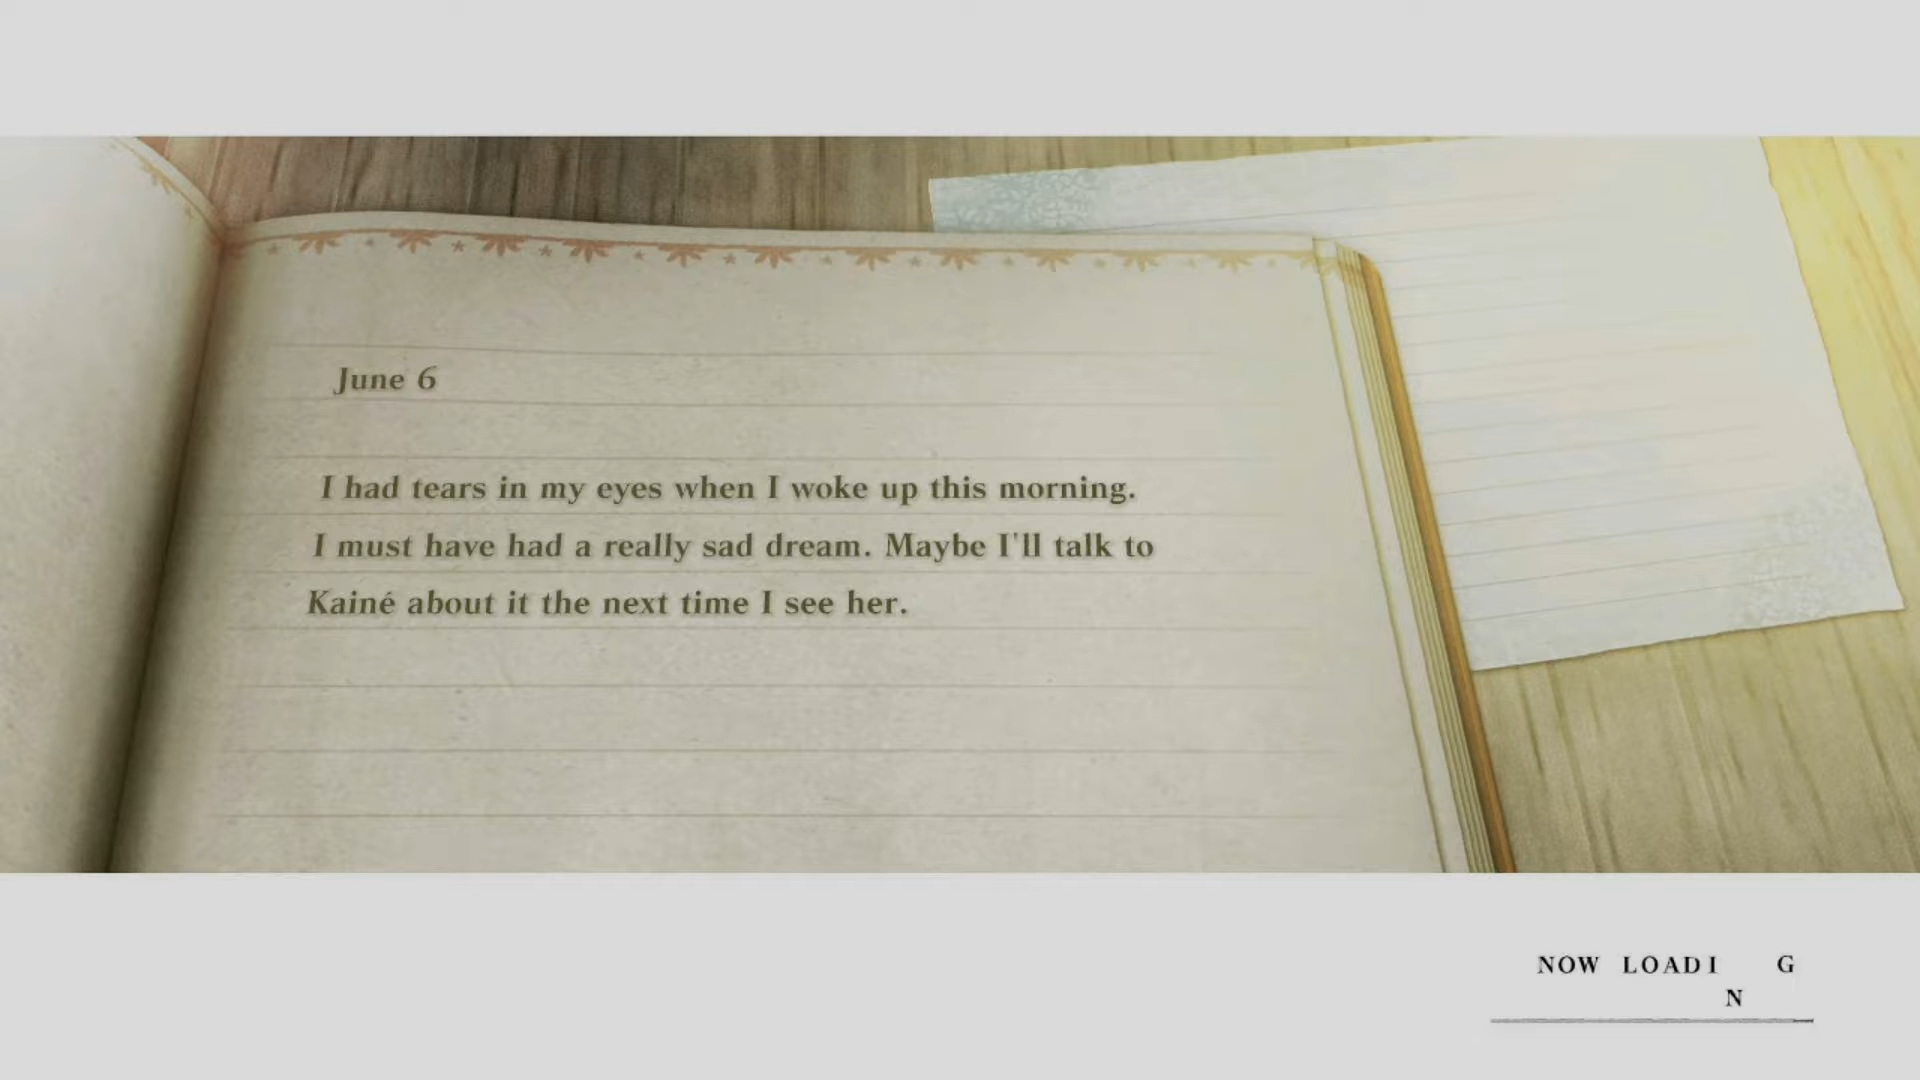 June 6
I had tears in my eyes when I woke up this morning.
I must have had a really sad dream. Maybe I'll talk to
Kainé about it the next time I see her.
NOW LOADING